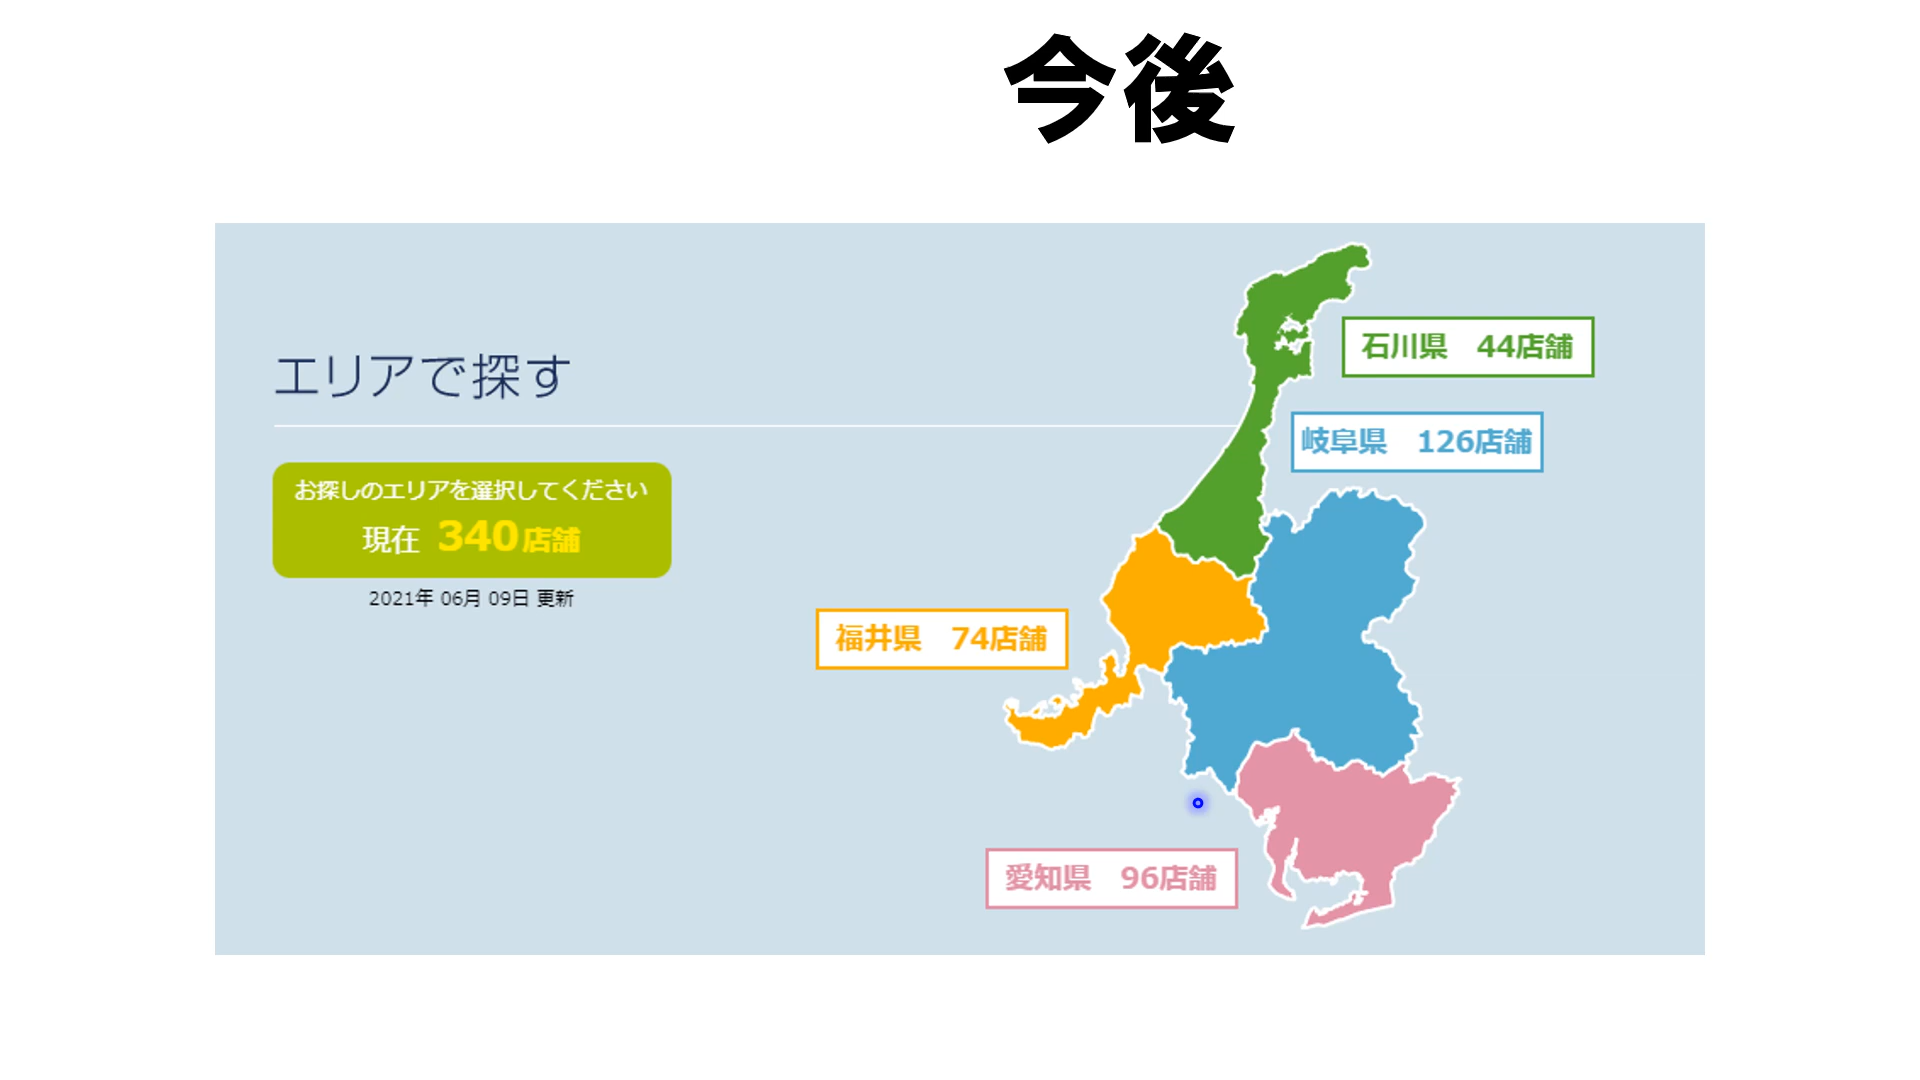 今後
エリアで探す
お探しのエリアを選択してください
現在 340店舗
2021年 06月 09日 更新
石川県 44店舗
岐阜県 126店舗
福井県 74店舗
愛知県 96店舗